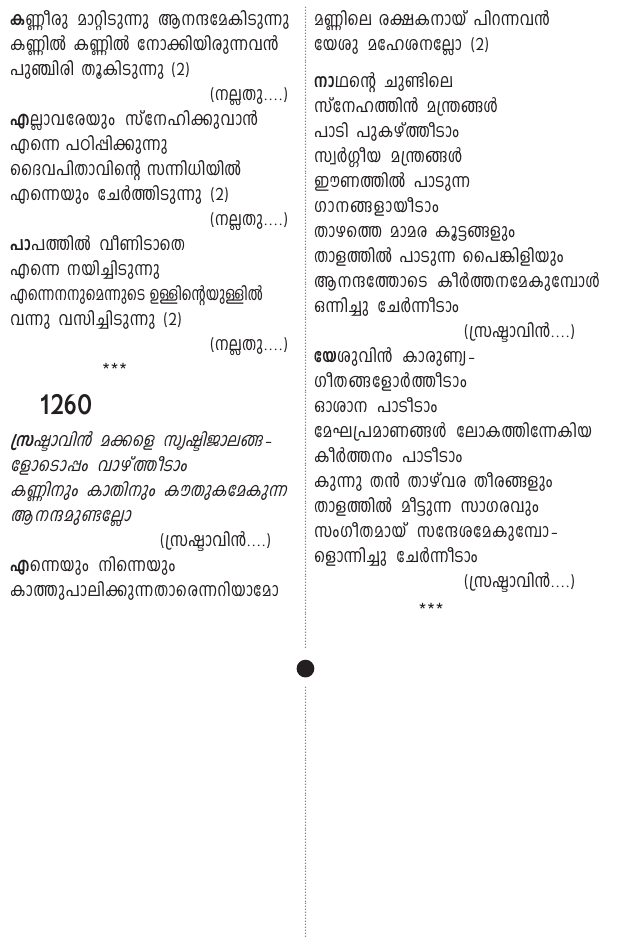 കണ്ണീരു മാറ്റിടുന്നു ആനന്ദമേകിടുന്നു
കണ്ണിൽ കണ്ണിൽ നോക്കിയിരുന്നവൻ
പുഞ്ചിരി തൂകിടുന്നു (2)
(നല്ലതു....)
എല്ലാവരേയും സ്നേഹിക്കുവാൻ
എന്നെ പഠിപ്പിക്കുന്നു
ദൈവപിതാവിന്റെ സന്നിധിയിൽ
എന്നെയും ചേർത്തിടുന്നു (2)
(നല്ലതു....)
പാപത്തിൽ വീണിടാതെ
എന്നെ നയിച്ചിടുന്നു
എന്നെനനുമെന്നുടെ ഉള്ളിന്റെയുള്ളിൽ
വന്നു വസിച്ചിടുന്നു (2)
(നല്ലതു....)
***
1260
സ്രഷ്ടാവിൻ മക്കളെ സൃഷ്ടിജാലങ്ങ-
ളോടൊപ്പം വാഴ്ത്തീടാം
കണ്ണിനും കാതിനും കൗതുകമേകുന്ന
ആനന്ദമുണ്ടല്ലോ
(സ്രഷ്ടാവിൻ....)
എന്നെയും നിന്നെയും
കാത്തുപാലിക്കുന്നതാരെന്നറിയാമോ
മണ്ണിലെ രക്ഷകനായ് പിറന്നവൻ
യേശു മഹേശനല്ലോ (2)
നാഥന്റെ ചുണ്ടിലെ
സ്നേഹത്തിൻ മന്ത്രങ്ങൾ
പാടി പുകഴ്ത്തീടാം
സ്വർഗ്ഗീയ മന്ത്രങ്ങൾ
ഈണത്തിൽ പാടുന്ന
ഗാനങ്ങളായീടാം
താഴത്തെ മാമര കൂട്ടങ്ങളും
താളത്തിൽ പാടുന്ന പൈങ്കിളിയും
ആനന്ദത്തോടെ കീർത്തനമേകുമ്പോൾ
ഒന്നിച്ചു ചേർന്നീടാം
(സ്രഷ്ടാവിൻ....)
യേശുവിൻ കാരുണ്യ-
ഗീതങ്ങളോർത്തീടാം
ഓശാന പാടീടാം
മേഘപ്രമാണങ്ങൾ ലോകത്തിന്നേകിയ
കീർത്തനം പാടീടാം
കുന്നു തൻ താഴ്വര തീരങ്ങളും
താളത്തിൽ മീട്ടുന്ന സാഗരവും
സംഗീതമായ് സന്ദേശമേകുമ്പോ-
ളൊന്നിച്ചു ചേർന്നീടാം
(സ്രഷ്ടാവിൻ....)
***